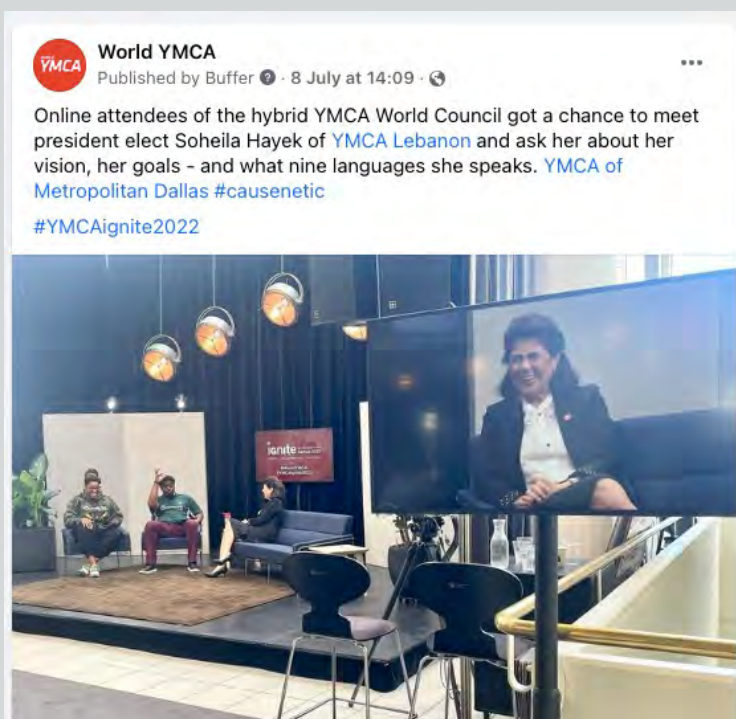 YMCA
World YMCA
Published by Buffer · 8 July at 14:09 ·
Online attendees of the hybrid YMCA World Council got a chance to meet
president elect Soheila Hayek of YMCA Lebanon and ask her about her
vision, her goals - and what nine languages she speaks. YMCA of
Metropolitan Dallas #causenetic
#YMCAignite2022
ignite